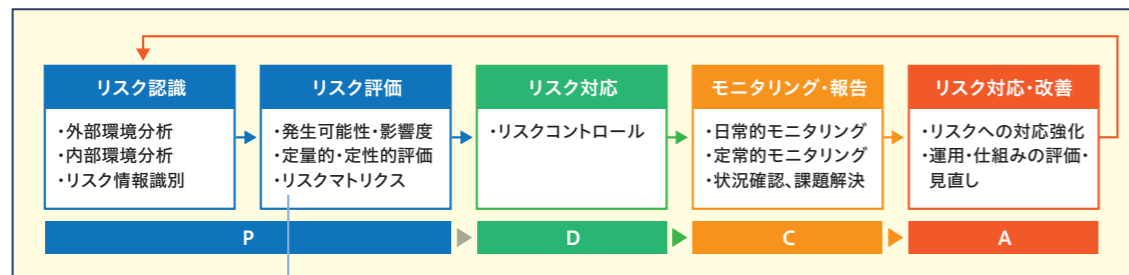 リスク認識
・外部環境分析
・内部環境分析
・リスク情報識別
リスク評価
・発生可能性・影響度
・定量的・定性的評価
・リスクマトリクス
リスク対応
・リスクコントロール
モニタリング・報告
・日常的モニタリング
・定常的モニタリング
・状況確認、課題解決
リスク対応・改善
・リスクへの対応強化
・運用・仕組みの評価・
見直し
P
D
C
A